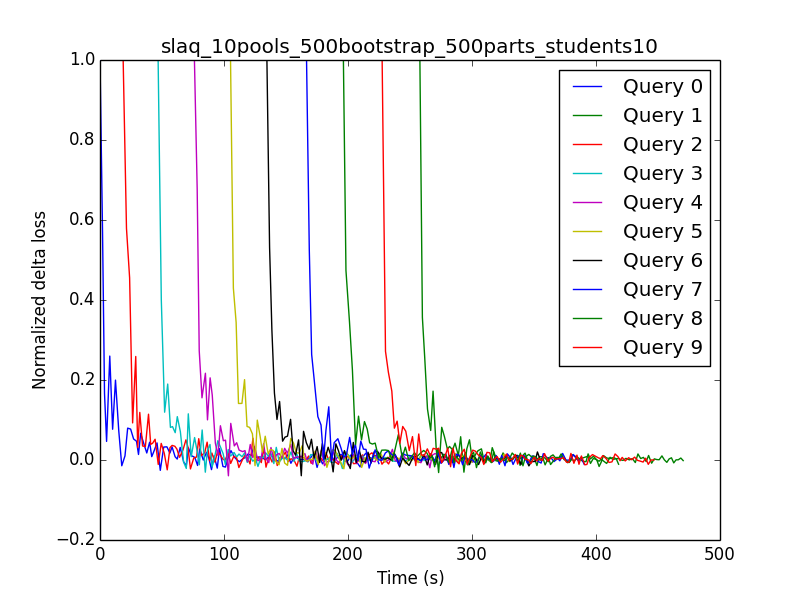 slaq_10pools_500bootstrap_500parts_students10
1.0
0.8
0.6
0.4
0.2
0.0
−0.2
Normalized delta loss
0
100
200
300
400
500
Time (s)
Query 0
Query 1
Query 2
Query 3
Query 4
Query 5
Query 6
Query 7
Query 8
Query 9